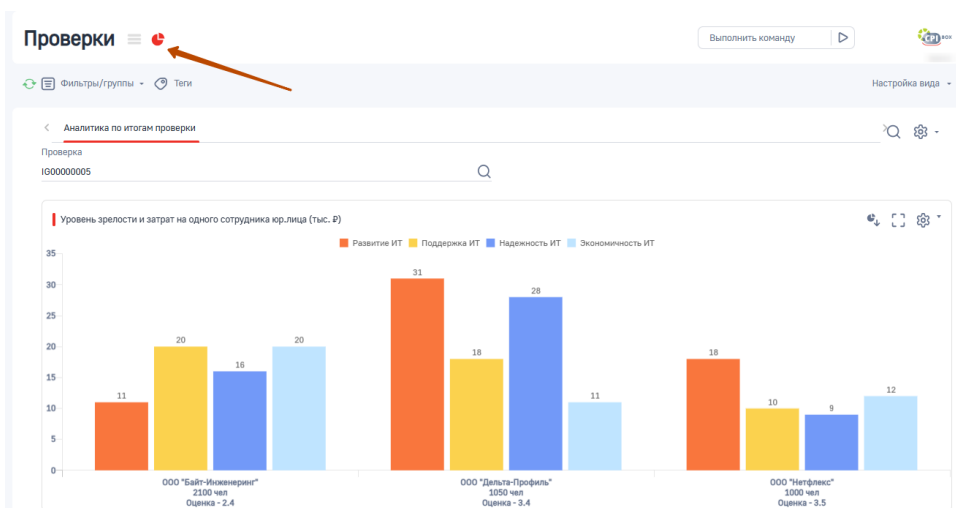 Проверки
Выполнить команду
CPI BOX
Фильтры/группы
Теги
Настройка вида
Аналитика по итогам проверки
Проверка
IG00000005
Уровень зрелости и затрат на одного сотрудника юр.лица (тыс. ₽)
Развитие ИТ Поддержка ИТ Надежность ИТ Экономичность ИТ
35
30
25
20
15
10
5
0
11 20 16 20
31 18 28 11
18 10 9 12
ООО "Байт-Инженеринг"
2100 чел
Оценка - 2.4
ООО "Дельта-Профиль"
1050 чел
Оценка - 3.4
ООО "Нетфлекс"
1000 чел
Оценка - 3.5